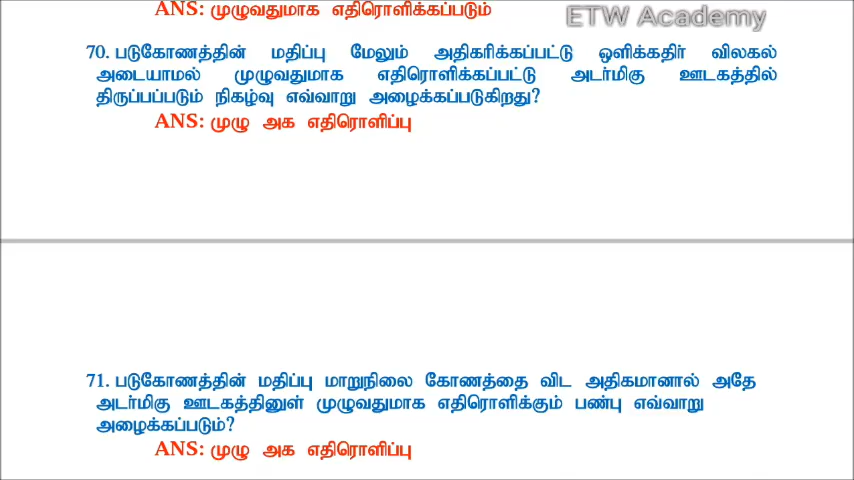 ANS: முழுவதுமாக எதிரொளிக்கப்படும்
ETW Academy
70. படுகோணத்தின் மதிப்பு மேலும் அதிகரிக்கப்பட்டு ஒளிக்கதிர் விலகல்
அடையாமல் முழுவதுமாக எதிரொளிக்கப்பட்டு அடர்மிகு ஊடகத்தில்
திருப்பப்படும் நிகழ்வு எவ்வாறு அழைக்கப்படுகிறது?
ANS: முழு அக எதிரொளிப்பு
71. படுகோணத்தின் மதிப்பு மாறுநிலை கோணத்தை விட அதிகமானால் அதே
அடர்மிகு ஊடகத்தினுள் முழுவதுமாக எதிரொளிக்கும் பண்பு எவ்வாறு
அழைக்கப்படும்?
ANS: முழு அக எதிரொளிப்பு